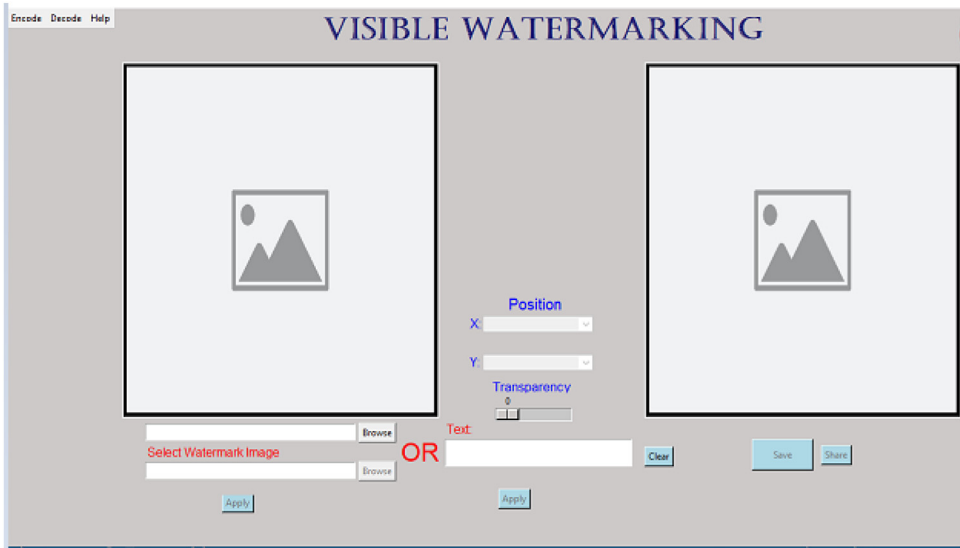 Encode Decode Help
VISIBLE WATERMARKING
Position
X:
Y:
Transparency
0
Browse
Text:
Select Watermark Image
OR
Clear
Save
Share
Browse
Apply
Apply